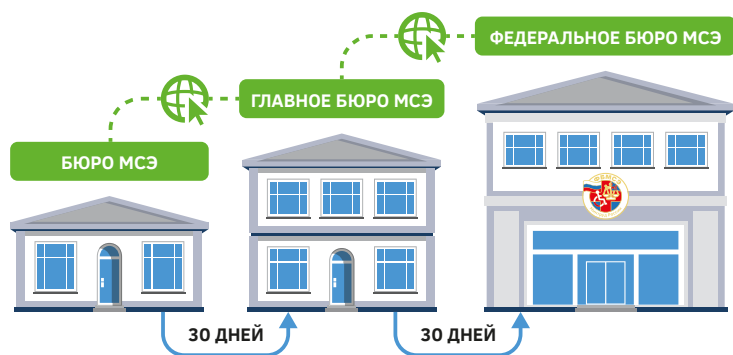 ФЕДЕРАЛЬНОЕ БЮРО МСЭ
ГЛАВНОЕ БЮРО МСЭ
БЮРО МСЭ
30 ДНЕЙ
30 ДНЕЙ